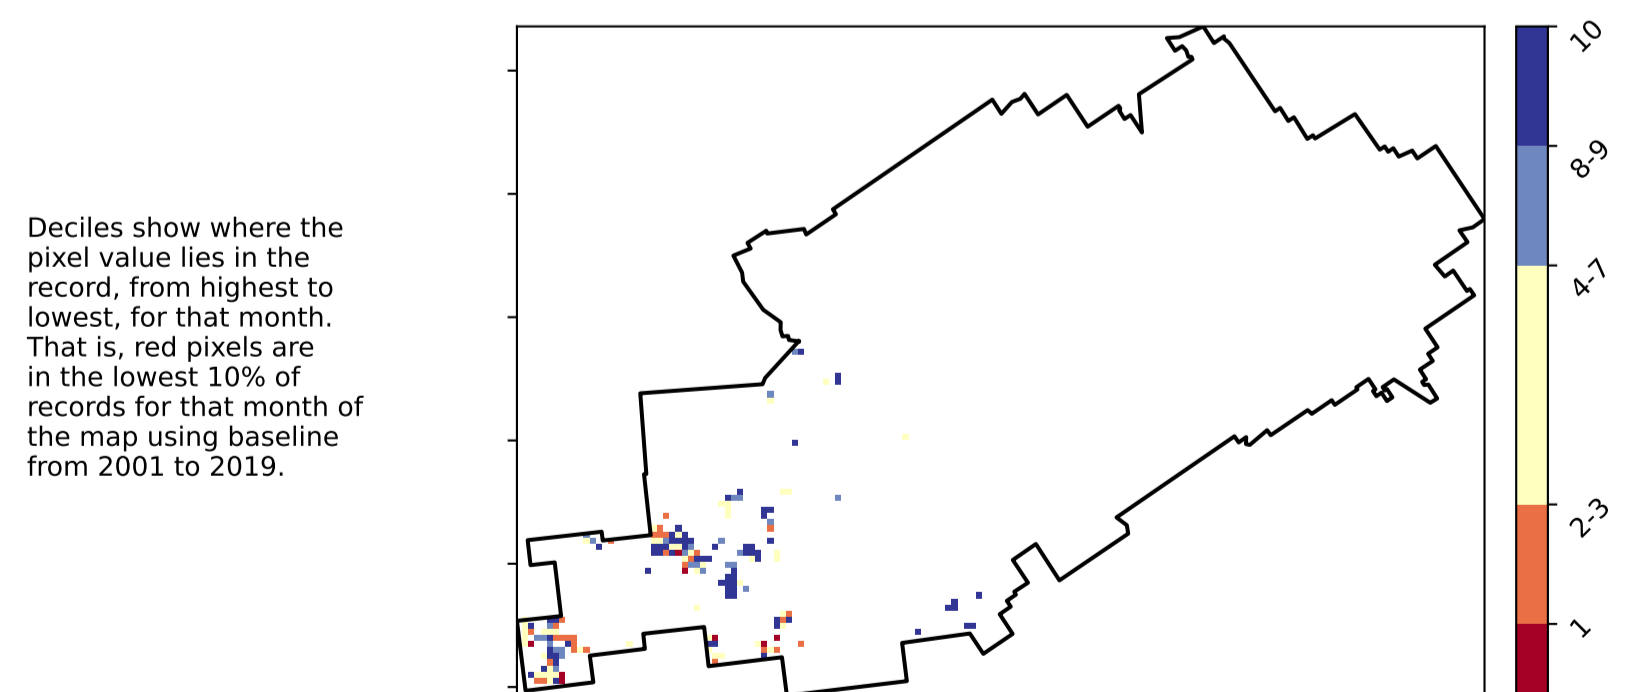 Deciles show where the
pixel value lies in the
record, from highest to
lowest, for that month.
That is, red pixels are
in the lowest 10% of
records for that month of
the map using baseline
from 2001 to 2019.
10
8-9
4-7
2-3
1